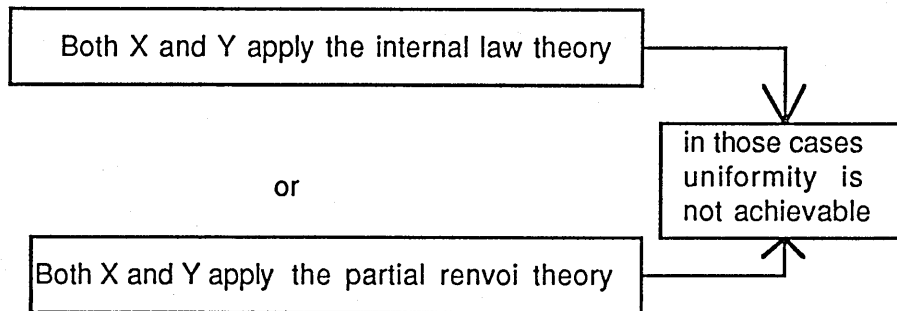 Both X and Y apply the internal law theory
in those cases
uniformity is
not achievable
or
Both X and Y apply the partial renvoi theory